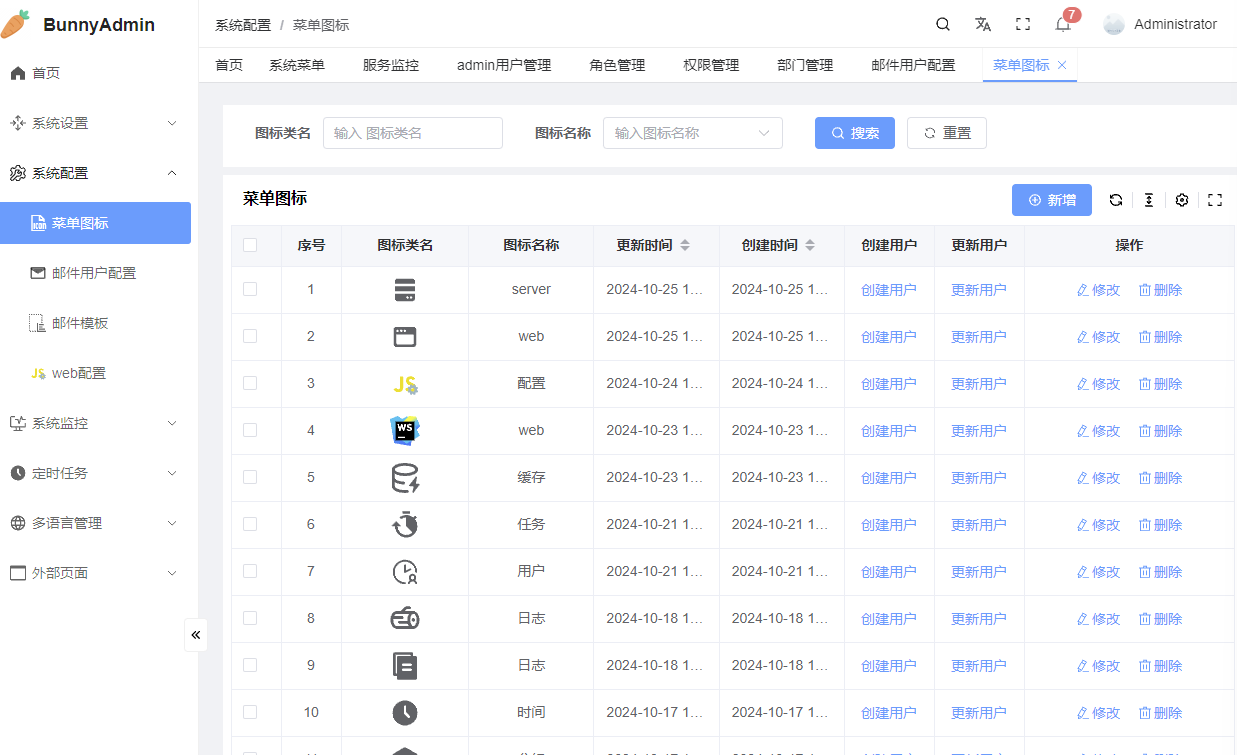 BunnyAdmin
首页
系统设置
系统配置
菜单图标
邮件用户配置
邮件模板
web配置
系统监控
定时任务
多语言管理
外部页面
系统配置 / 菜单图标
7
Administrator
首页 系统菜单 服务监控 admin用户管理 角色管理 权限管理 部门管理 邮件用户配置 菜单图标
图标类名 输入 图标类名 图标名称 输入图标名称 搜索 重置
菜单图标 新增
序号 图标类名 图标名称 更新时间 创建时间 创建用户 更新用户 操作
1 server 2024-10-25 1... 2024-10-25 1... 创建用户 更新用户 修改 删除
2 web 2024-10-25 1... 2024-10-25 1... 创建用户 更新用户 修改 删除
3 JS 配置 2024-10-24 1... 2024-10-24 1... 创建用户 更新用户 修改 删除
4 WS web 2024-10-23 1... 2024-10-23 1... 创建用户 更新用户 修改 删除
5 缓存 2024-10-23 1... 2024-10-23 1... 创建用户 更新用户 修改 删除
6 任务 2024-10-21 1... 2024-10-21 1... 创建用户 更新用户 修改 删除
7 用户 2024-10-21 1... 2024-10-21 1... 创建用户 更新用户 修改 删除
8 日志 2024-10-18 1... 2024-10-18 1... 创建用户 更新用户 修改 删除
9 日志 2024-10-18 1... 2024-10-18 1... 创建用户 更新用户 修改 删除
10 时间 2024-10-17 1... 2024-10-17 1... 创建用户 更新用户 修改 删除